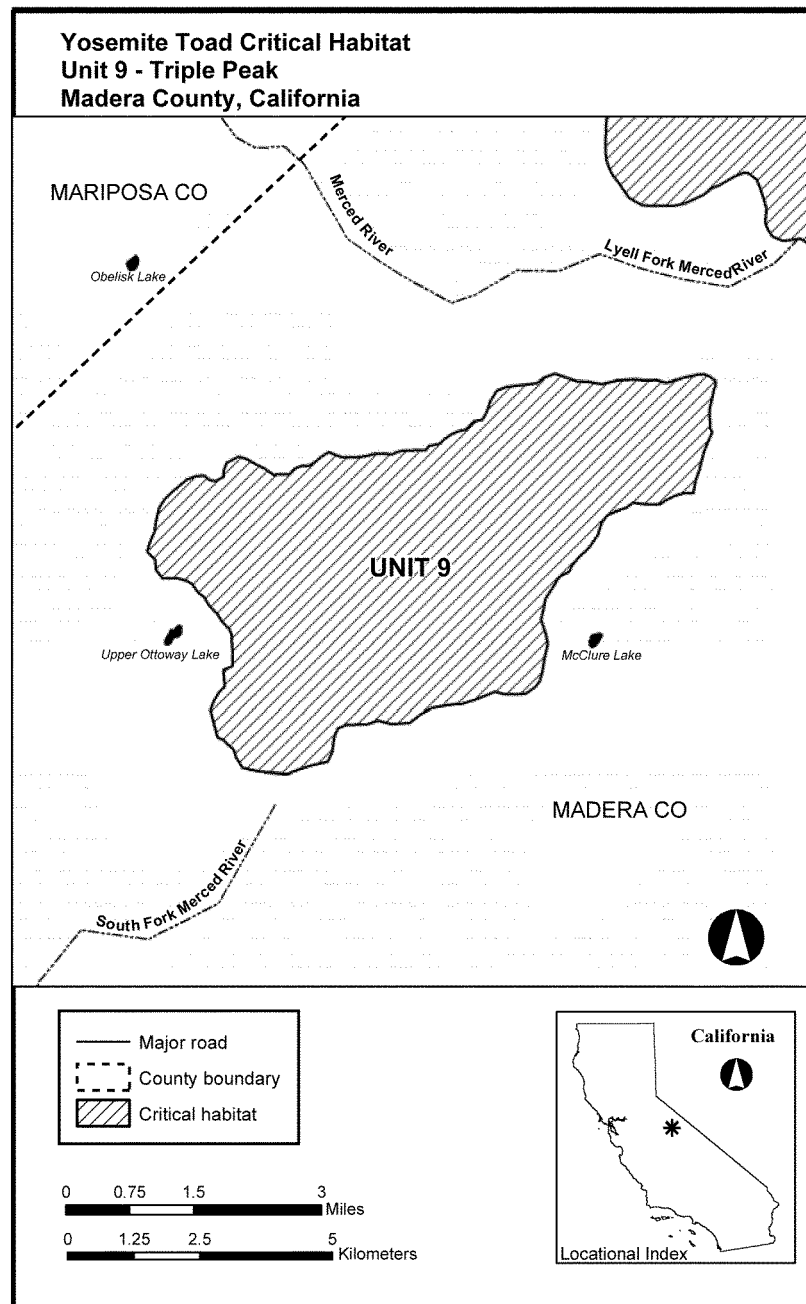 Yosemite Toad Critical Habitat
Unit 9 - Triple Peak
Madera County, California
MARIPOSA CO
Merced River
Obelisk Lake
Lyell Fork Merced River
UNIT 9
Upper Ottoway Lake
McClure Lake
MADERA CO
South Fork Merced River
Major road
County boundary
Critical habitat
0 0.75 1.5 3
Miles
0 1.25 2.5 5
Kilometers
California
Locational Index